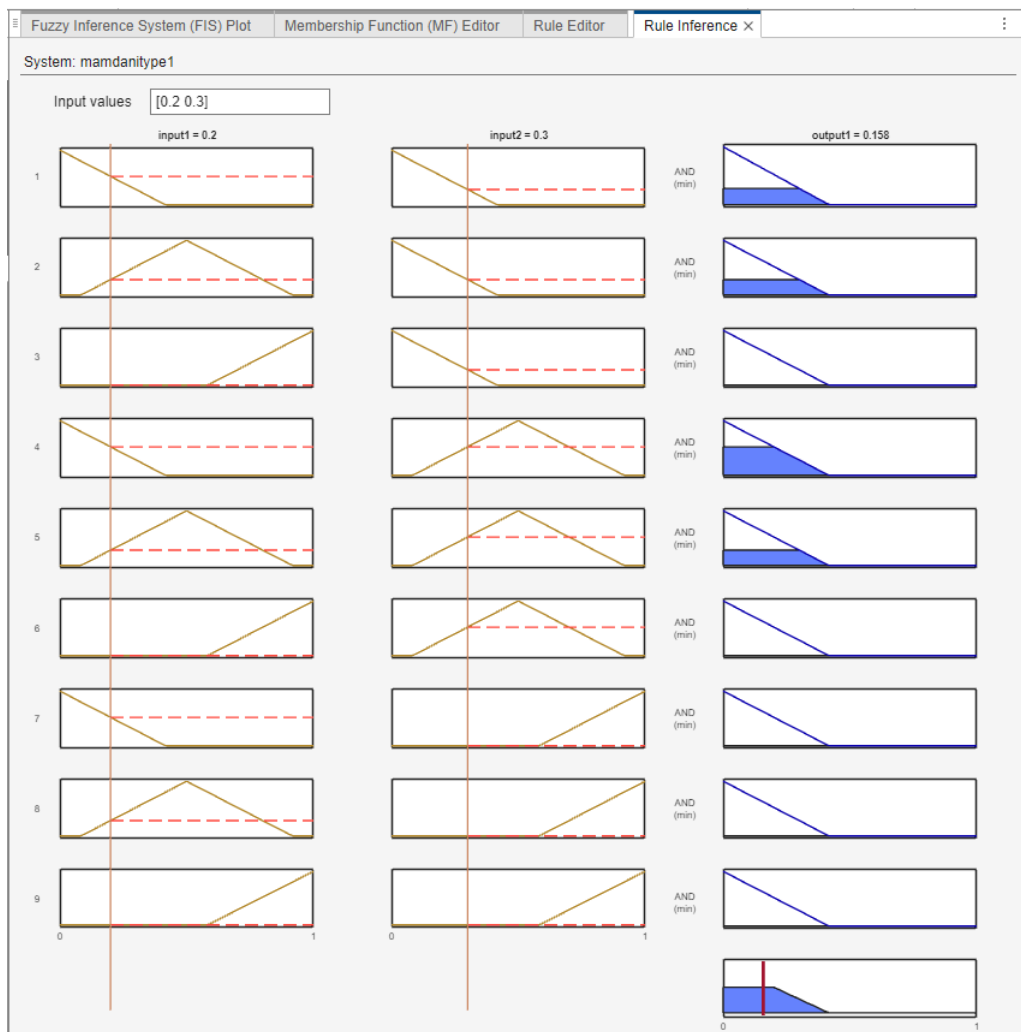 Fuzzy Inference System (FIS) Plot Membership Function (MF) Editor Rule Editor Rule Inference ×
System: mamdanitype1
Input values [0.2 0.3]
input1 = 0.2 input2 = 0.3 output1 = 0.158
1 AND
(min)
2 AND
(min)
3 AND
(min)
4 AND
(min)
5 AND
(min)
6 AND
(min)
7 AND
(min)
8 AND
(min)
9 AND
(min)
0 1 0 1
0 1